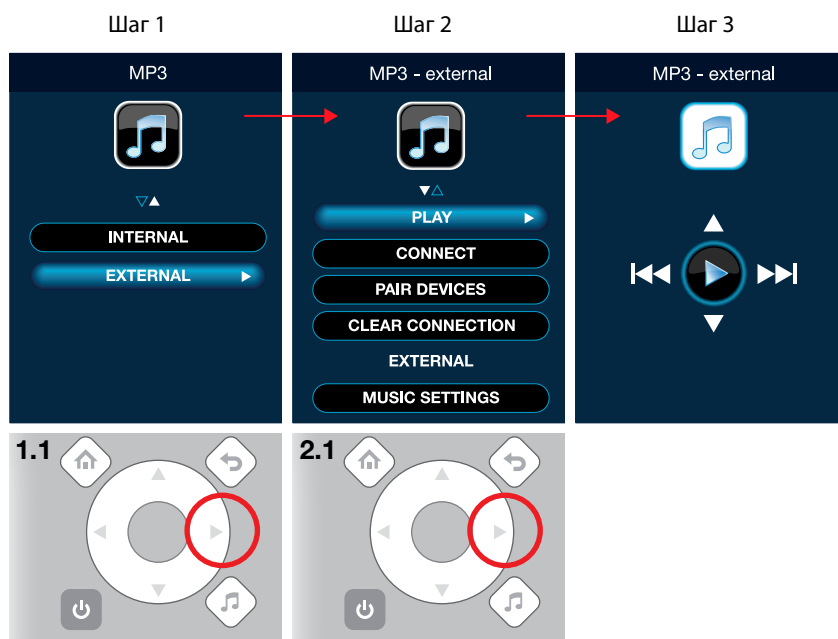 Шаг 1
Шаг 2
Шаг 3
MP3
INTERNAL
EXTERNAL
MP3 - external
PLAY
CONNECT
PAIR DEVICES
CLEAR CONNECTION
EXTERNAL
MUSIC SETTINGS
MP3 - external
1.1
2.1